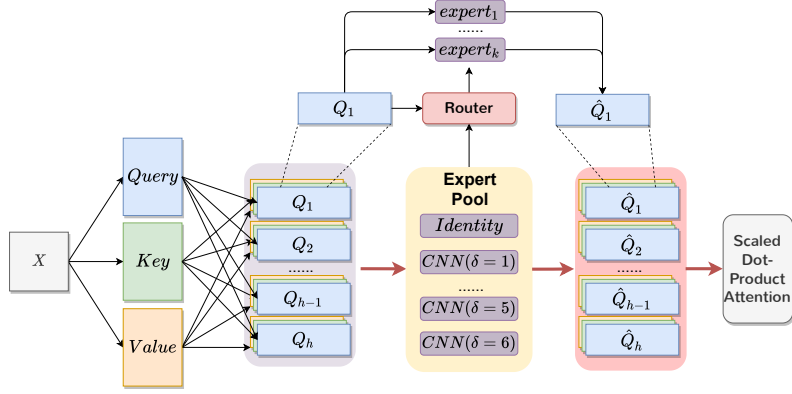 expert₁
......
expertₖ
Q₁
Router
Q̂₁
Query
Key
Value
X
Q₁
Q₂
......
Qₕ₋₁
Qₕ
Expert
Pool
Identity
CNN(δ = 1)
......
CNN(δ = 5)
CNN(δ = 6)
Q̂₁
Q̂₂
......
Q̂ₕ₋₁
Q̂ₕ
Scaled
Dot-
Product
Attention